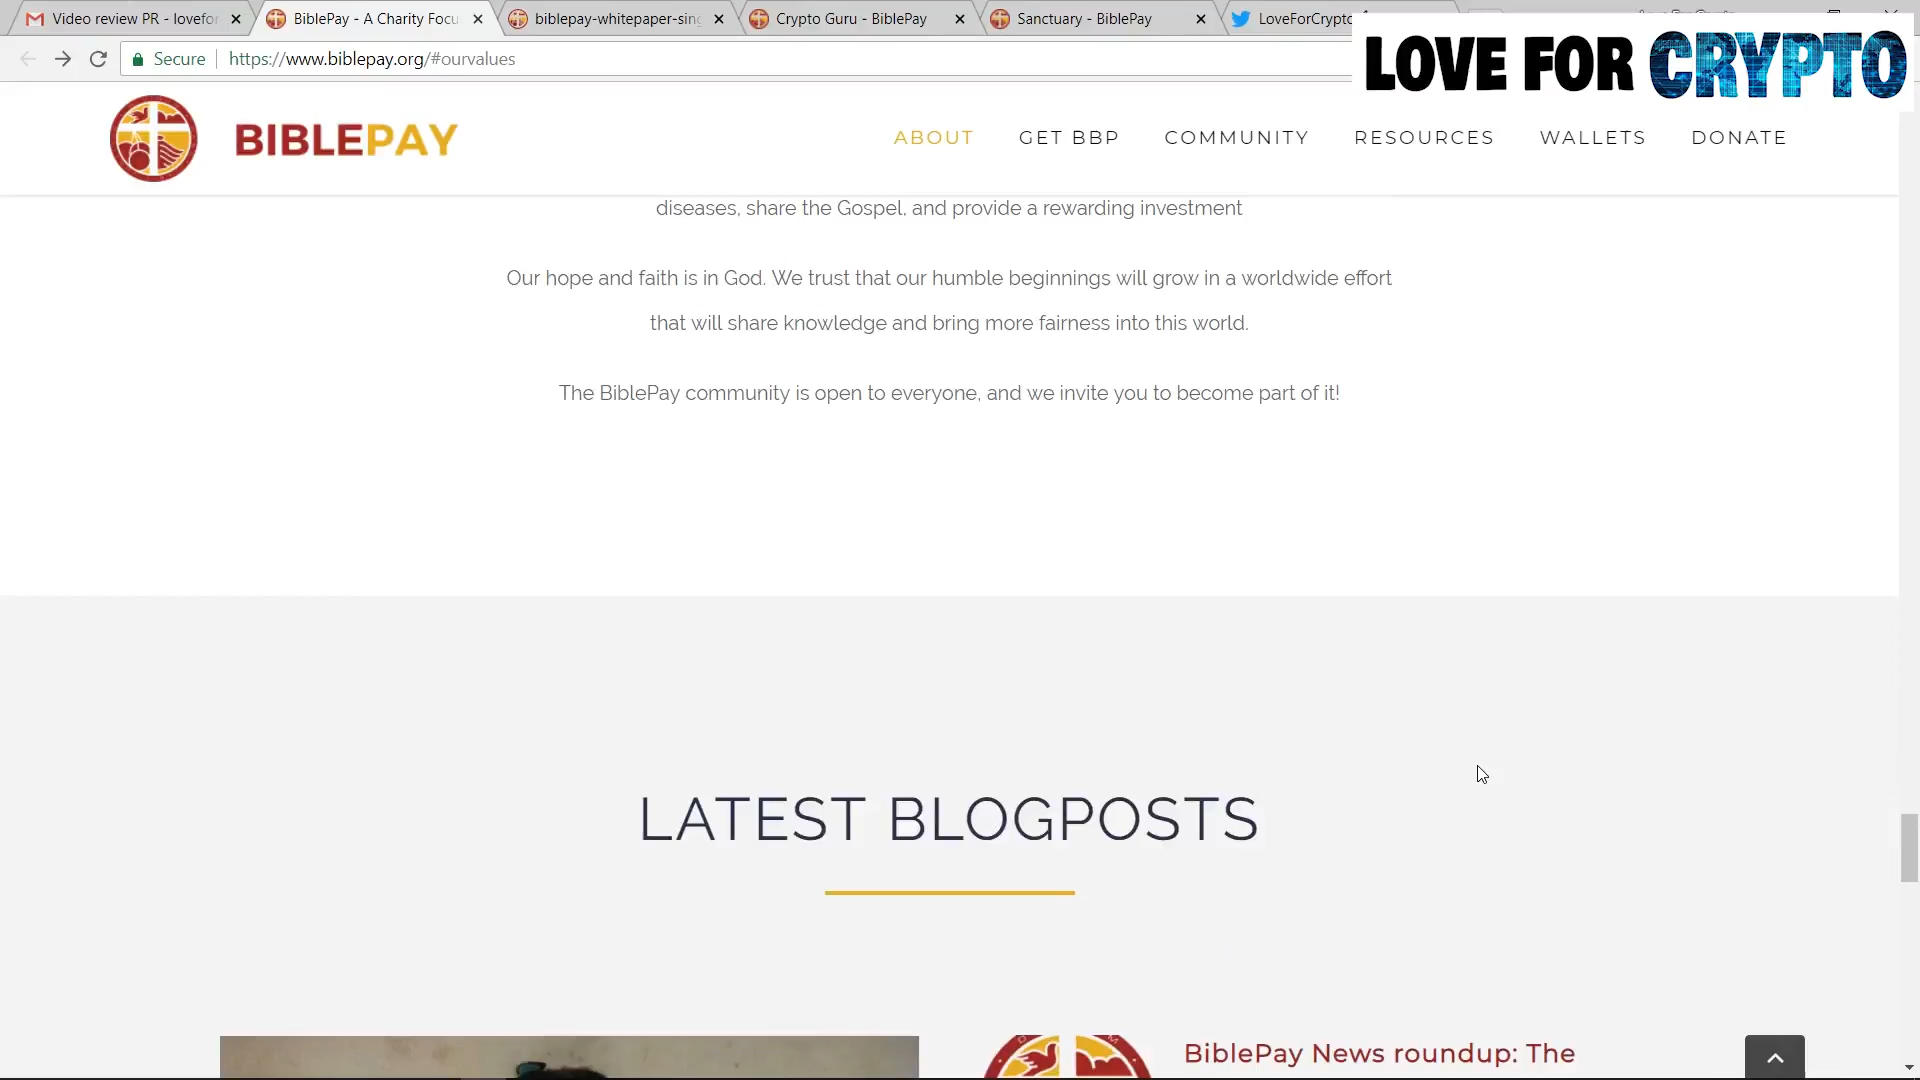 Video review PR - lovefor
BiblePay - A Charity Focu
biblepay-whitepaper-sing
Crypto Guru - BiblePay
Sanctuary - BiblePay
LoveForCrypto
Secure
https://www.biblepay.org/#ourvalues
LOVE FOR CRYPTO
BIBLEPAY
ABOUT
GET BBP
COMMUNITY
RESOURCES
WALLETS
DONATE
diseases, share the Gospel, and provide a rewarding investment
Our hope and faith is in God. We trust that our humble beginnings will grow in a worldwide effort
that will share knowledge and bring more fairness into this world.
The BiblePay community is open to everyone, and we invite you to become part of it!
LATEST BLOGPOSTS
BiblePay News roundup: The